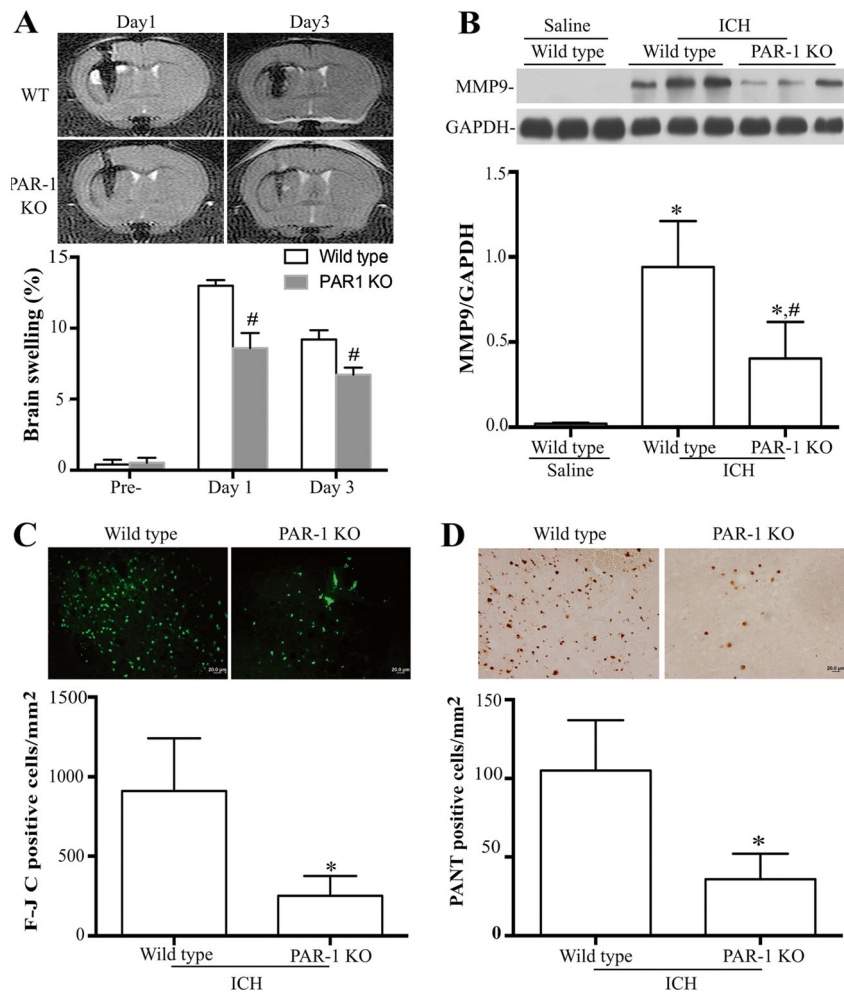 A
Day1
Day3
WT
PAR-1
KO
Wild type
PAR1 KO
Brain swelling (%)
15
10
5
0
#
#
Pre-
Day 1
Day 3
B
Saline
ICH
Wild type
Wild type
PAR-1 KO
MMP9-
GAPDH-
MMP9/GAPDH
1.5
1.0
0.5
0.0
*
*,#
Wild type
Wild type
PAR-1 KO
Saline
ICH
C
Wild type
PAR-1 KO
20.0 μm
20.0 μm
F-J C positive cells/mm2
1500
1000
500
0
*
Wild type
PAR-1 KO
ICH
D
Wild type
PAR-1 KO
20.0 μm
20.0 μm
PANT positive cells/mm2
150
100
50
0
*
Wild type
PAR-1 KO
ICH